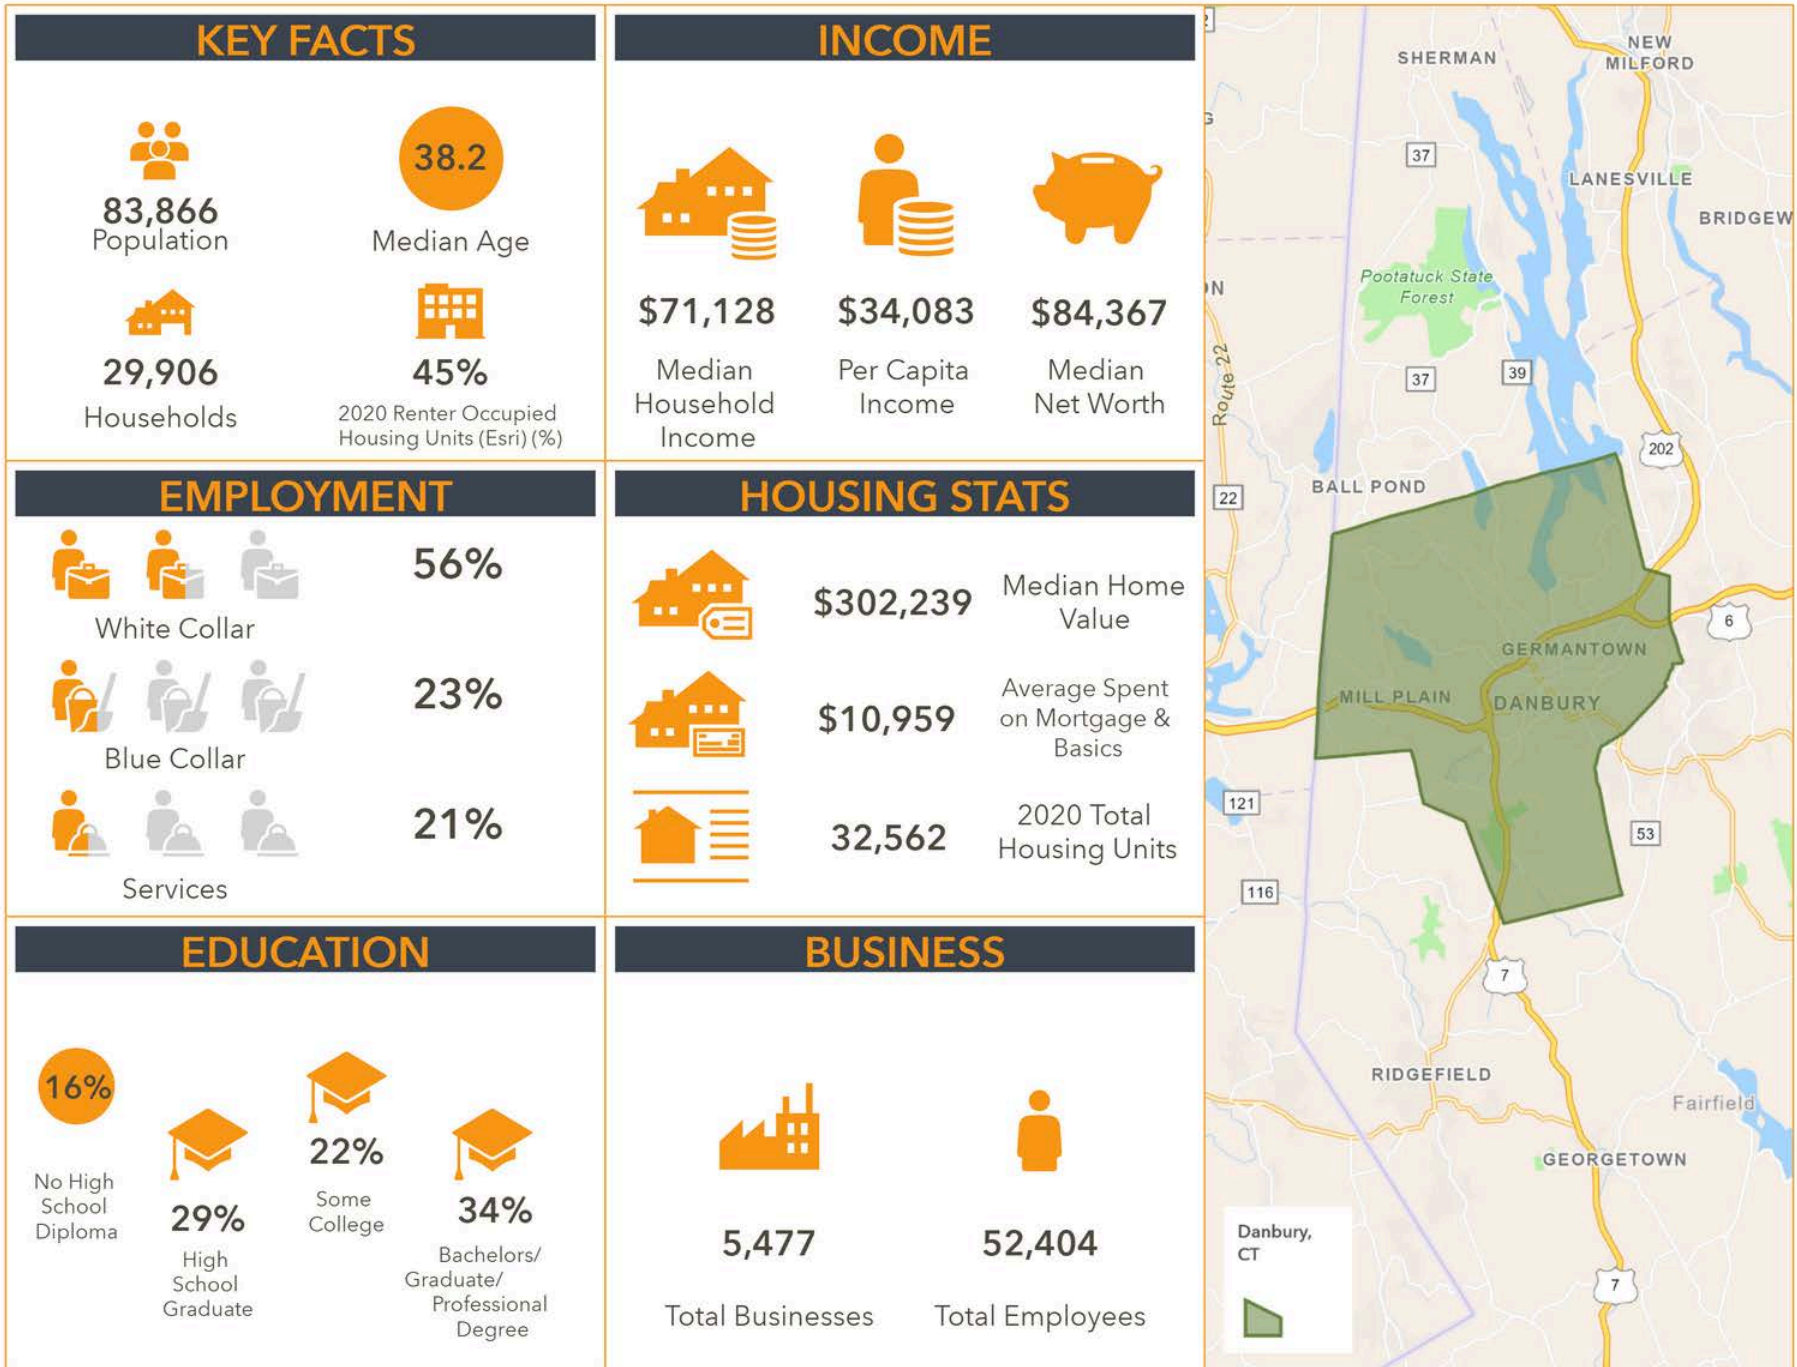 KEY FACTS
83,866
Population
38.2
Median Age
29,906
Households
45%
2020 Renter Occupied
Housing Units (Esri) (%)
INCOME
$71,128
Median
Household
Income
$34,083
Per Capita
Income
$84,367
Median
Net Worth
EMPLOYMENT
56%
White Collar
23%
Blue Collar
21%
Services
HOUSING STATS
$302,239
Median Home
Value
$10,959
Average Spent
on Mortgage &
Basics
32,562
2020 Total
Housing Units
EDUCATION
16%
No High
School
Diploma
29%
High
School
Graduate
22%
Some
College
34%
Bachelors/
Graduate/
Professional
Degree
BUSINESS
5,477
Total Businesses
52,404
Total Employees
SHERMAN
NEW
MILFORD
37
LANESVILLE
BRIDGEW
Pootatuck State
Forest
ON
Route 22
37
39
202
BALL POND
22
6
GERMANTOWN
MILL PLAIN
DANBURY
121
53
116
7
RIDGEFIELD
Fairfield
GEORGETOWN
Danbury,
CT
7